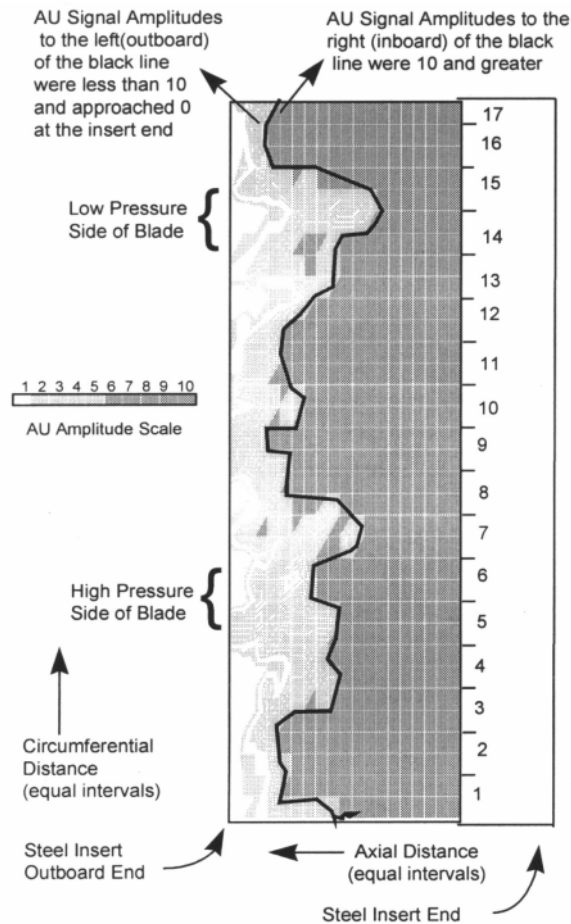 AU Signal Amplitudes
to the left(outboard)
of the black line
were less than 10
and approached 0
at the insert end
AU Signal Amplitudes to the
right (inboard) of the black
line were 10 and greater
17
16
15
Low Pressure
Side of Blade
14
13
12
11
1 2 3 4 5 6 7 8 9 10
AU Amplitude Scale
10
9
8
7
6
High Pressure
Side of Blade
5
4
3
Circumferential
Distance
(equal intervals)
2
1
Steel Insert
Outboard End
Axial Distance
(equal intervals)
Steel Insert End